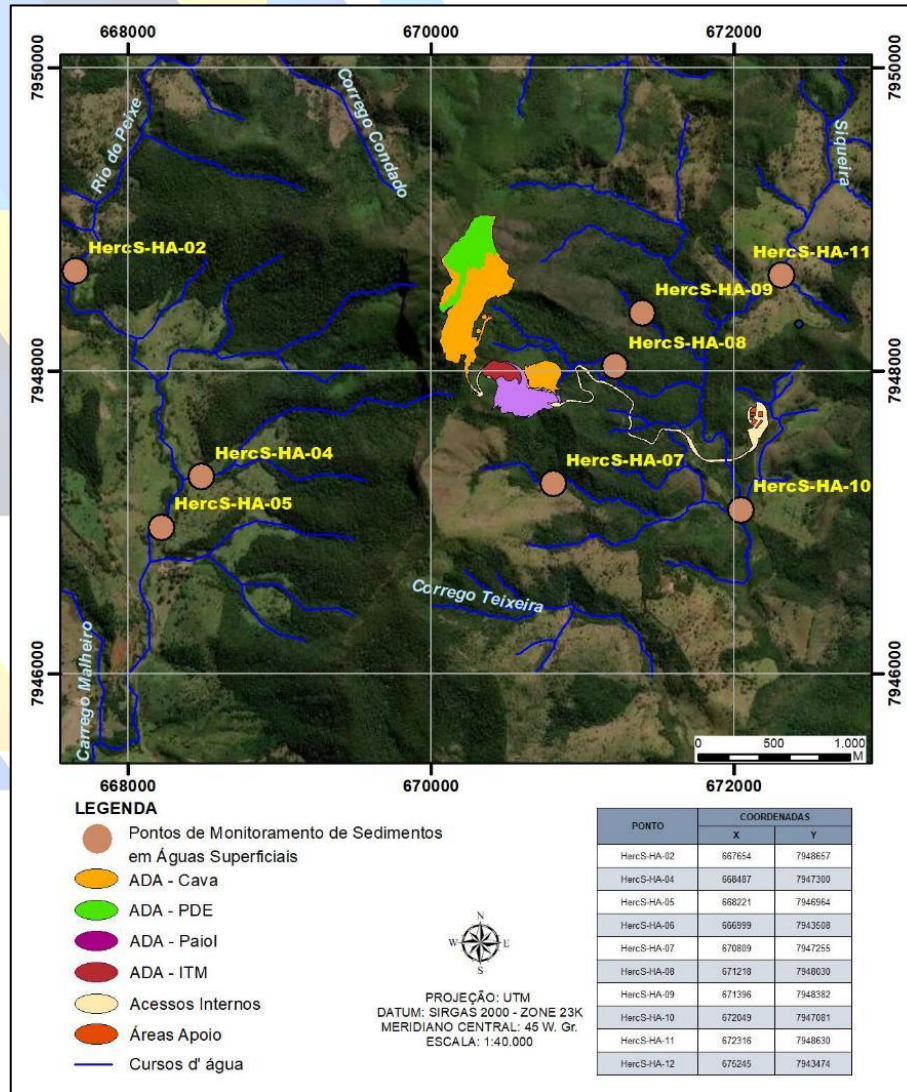 668000 670000 672000
7950000 7950000
Corrego Condado
Rio do Peixe
Siqueira
HercS-HA-02
HercS-HA-11
HercS-HA-09
HercS-HA-08
7948000 7948000
HercS-HA-04
HercS-HA-07
HercS-HA-05
HercS-HA-10
Corrego Teixeira
Carrego Malheiro
7946000 7946000
0 500 1.000
M
668000 670000 672000
LEGENDA
Pontos de Monitoramento de Sedimentos
em Águas Superficiais
ADA - Cava
ADA - PDE
ADA - Paiol
ADA - ITM
Acessos Internos
Áreas Apoio
Cursos d' água
N
W E
S
PROJEÇÃO: UTM
DATUM: SIRGAS 2000 - ZONE 23K
MERIDIANO CENTRAL: 45 W. Gr.
ESCALA: 1:40.000
PONTO COORDENADAS
X Y
HercS-HA-02 667654 7948657
HercS-HA-04 668487 7947300
HercS-HA-05 668221 7946964
HercS-HA-06 666999 7943508
HercS-HA-07 670809 7947255
HercS-HA-08 671218 7948030
HercS-HA-09 671396 7948382
HercS-HA-10 672049 7947081
HercS-HA-11 672316 7948630
HercS-HA-12 675245 7943474